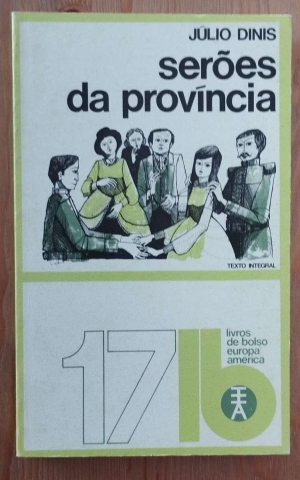 JÚLIO DINIS
serões
da província
TEXTO INTEGRAL
17
lb
livros
de bolso
europa
américa